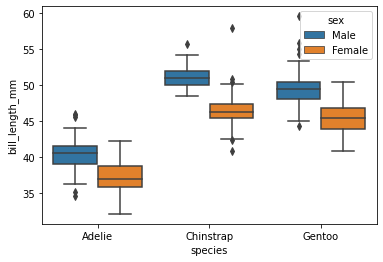 60
55
50
45
40
35
bill_length_mm
sex
Male
Female
Adelie
Chinstrap
Gentoo
species